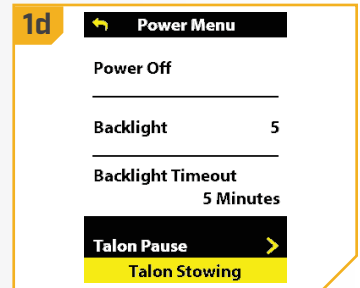 1d
Power Menu
Power Off
Backlight 5
Backlight Timeout
5 Minutes
Talon Pause >
Talon Stowing